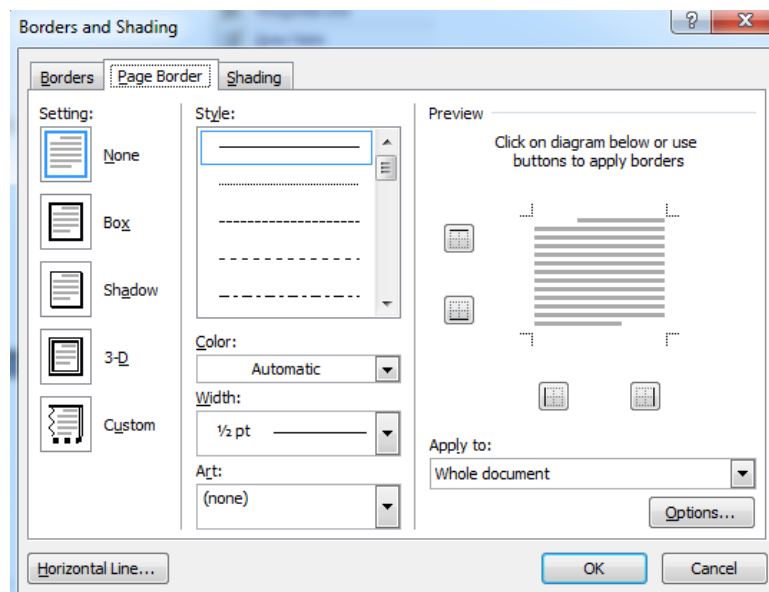 Borders and Shading
Borders
Page Border
Shading
Setting:
None
Box
Shadow
3-D
Custom
Style:
Color:
Automatic
Width:
½ pt
Art:
(none)
Preview
Click on diagram below or use
buttons to apply borders
Apply to:
Whole document
Options...
Horizontal Line...
OK
Cancel